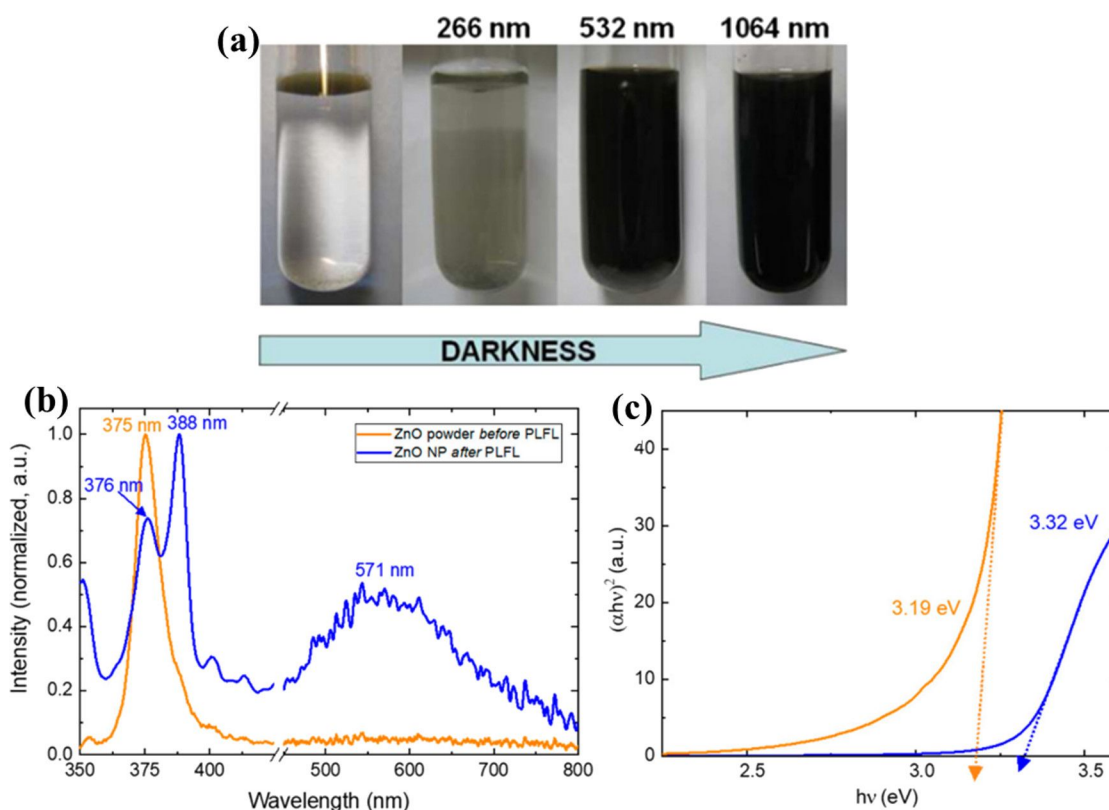 (a)
266 nm 532 nm 1064 nm
DARKNESS
(b)
375 nm
388 nm
376 nm
571 nm
ZnO powder before PLFL
ZnO NP after PLFL
1.0
0.8
0.6
0.4
0.2
0.0
Intensity (normalized, a.u.)
350 375 400 500 600 700 800
Wavelength (nm)
(c)
40
30
20
10
0
(αhν)²  (a.u.)
3.19 eV
3.32 eV
2.5 3.0 3.5
hν (eV)